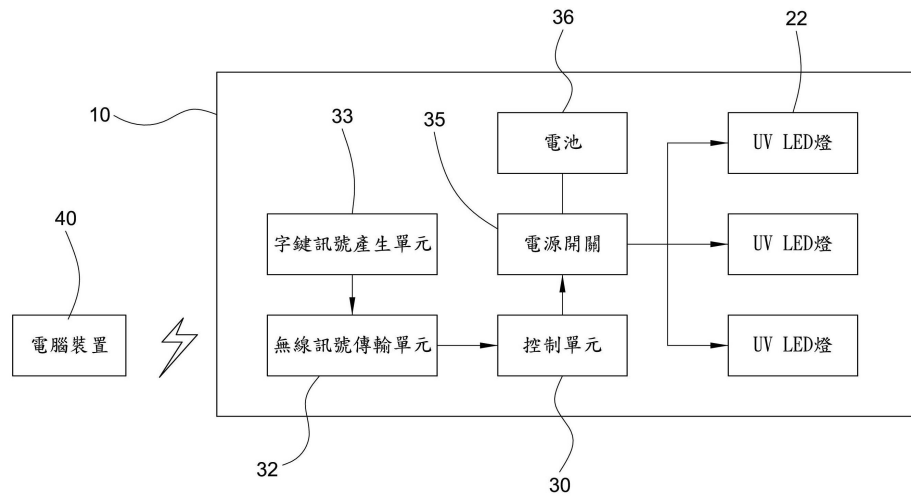 36
22
10
33
35
電池
UV LED燈
40
字鍵訊號產生單元
電源開關
UV LED燈
電腦裝置
無線訊號傳輸單元
控制單元
UV LED燈
32
30